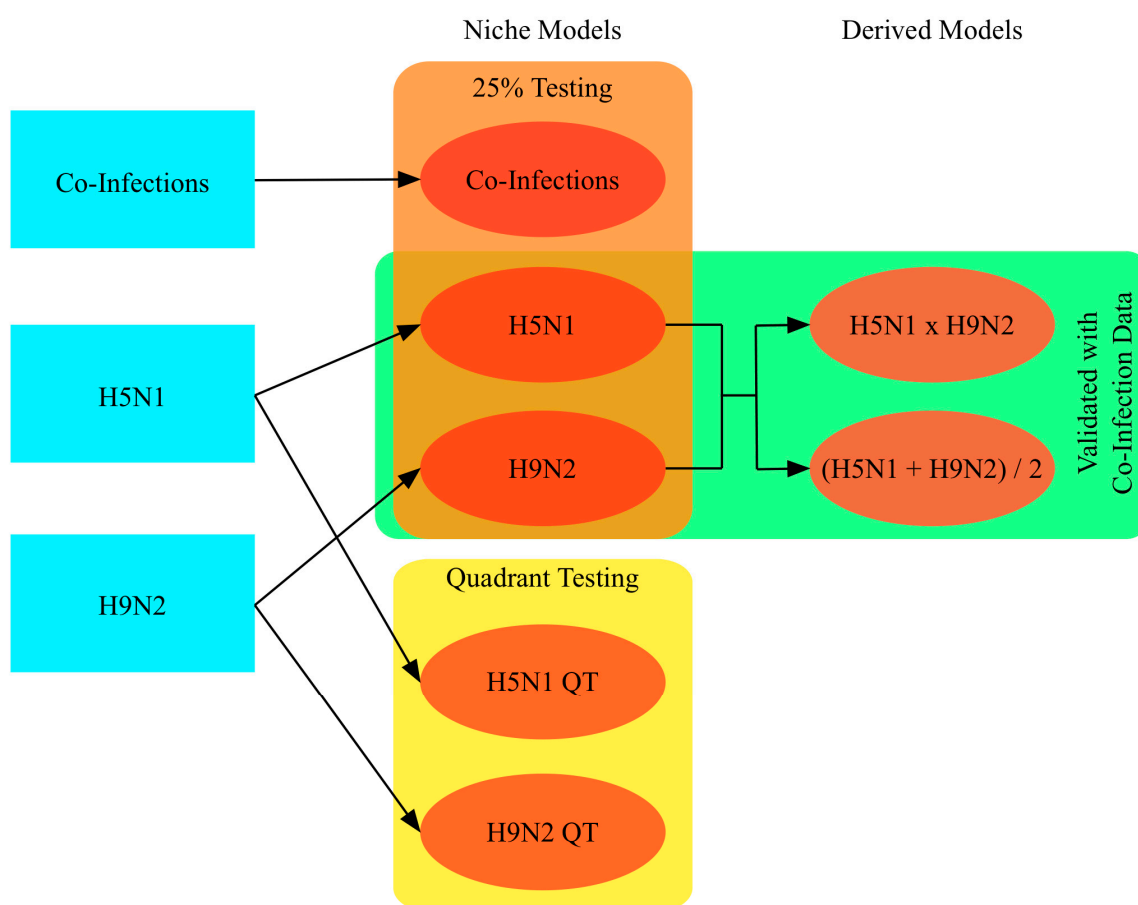 Niche Models
Derived Models
25% Testing
Co-Infections
Co-Infections
H5N1
H5N1
H5N1 x H9N2
H9N2
(H5N1 + H9N2) / 2
Validated with
Co-Infection Data
H9N2
Quadrant Testing
H5N1 QT
H9N2 QT